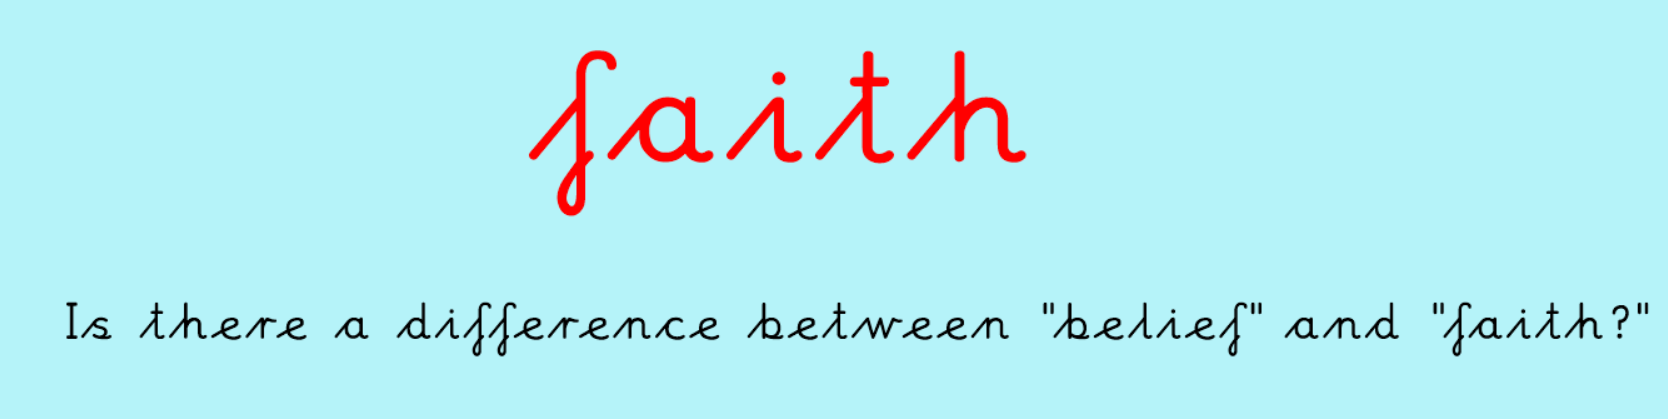 faith
Is there a difference between "belief" and "faith?"